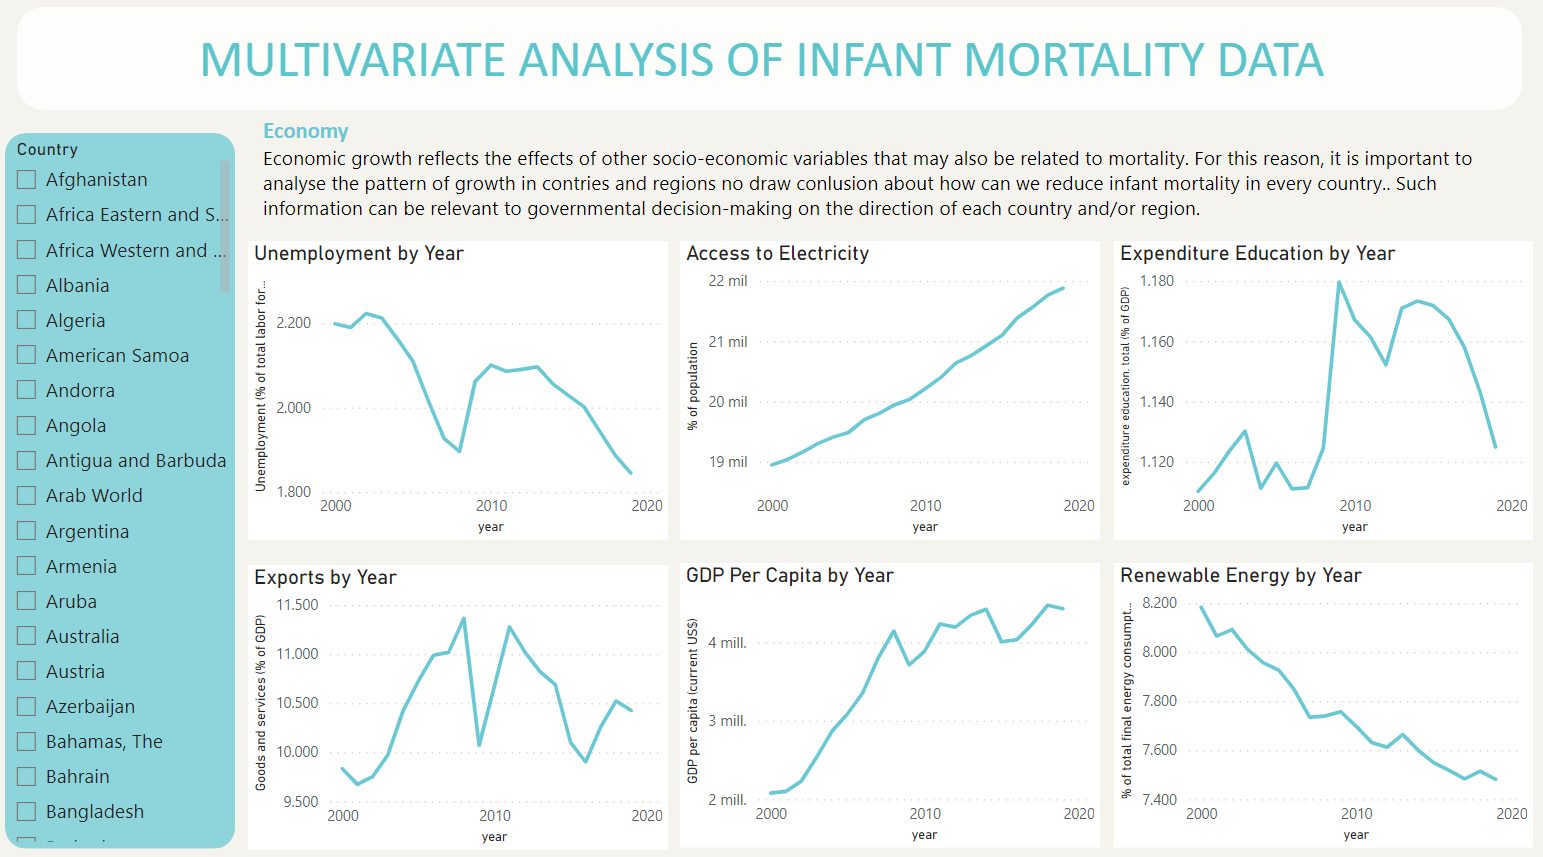 MULTIVARIATE ANALYSIS OF INFANT MORTALITY DATA
Country
Afghanistan
Africa Eastern and S...
Africa Western and ...
Albania
Algeria
American Samoa
Andorra
Angola
Antigua and Barbuda
Arab World
Argentina
Armenia
Aruba
Australia
Austria
Azerbaijan
Bahamas, The
Bahrain
Bangladesh
Economy
Economic growth reflects the effects of other socio-economic variables that may also be related to mortality. For this reason, it is important to
analyse the pattern of growth in contries and regions no draw conlusion about how can we reduce infant mortality in every country.. Such
information can be relevant to governmental decision-making on the direction of each country and/or region.
Unemployment by Year
Unemployment (% of total labor for...
2.200
2.000
1.800
2000
2010
2020
year
Access to Electricity
% of population
22 mil
21 mil
20 mil
19 mil
2000
2010
2020
year
Expenditure Education by Year
expenditure education. total (% of GDP)
1.180
1.160
1.140
1.120
2000
2010
2020
year
Exports by Year
Goods and services (% of GDP)
11.500
11.000
10.500
10.000
9.500
2000
2010
2020
year
GDP Per Capita by Year
GDP per capita (current US$)
4 mill.
3 mill.
2 mill.
2000
2010
2020
year
Renewable Energy by Year
% of total final energy consumpt...
8.200
8.000
7.800
7.600
7.400
2000
2010
2020
year